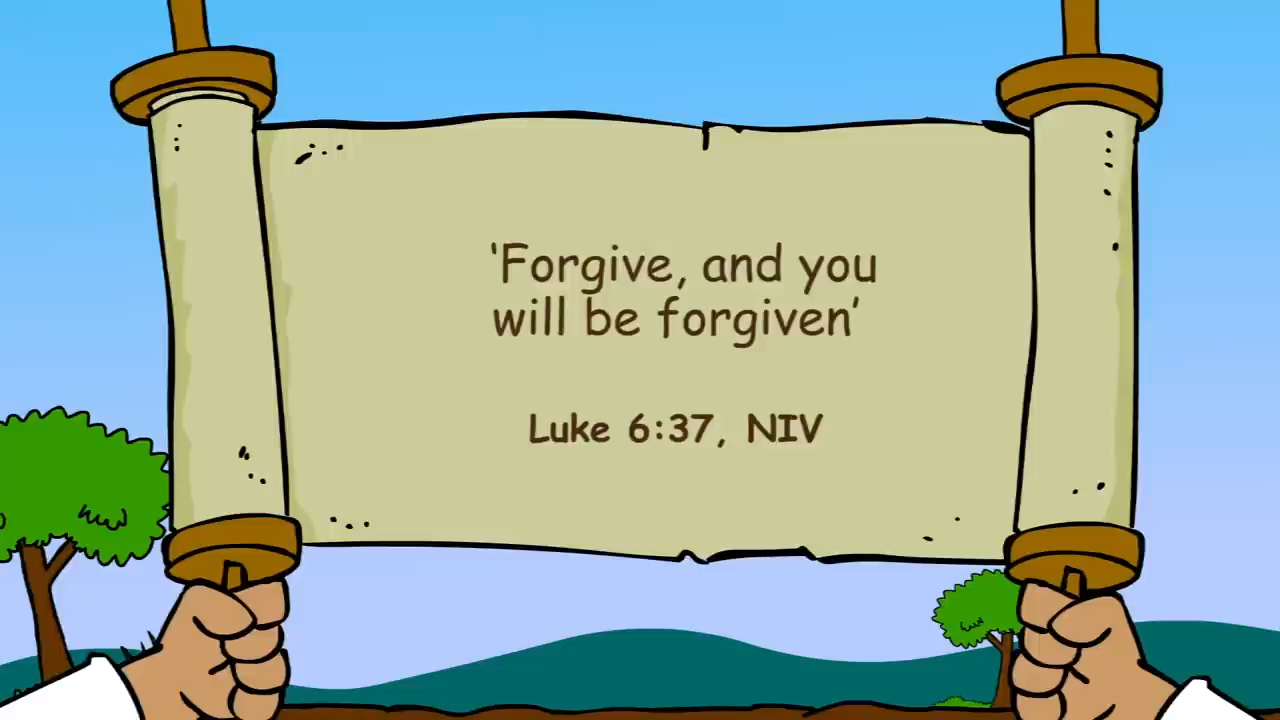 ‘Forgive, and you
will be forgiven’
Luke 6:37, NIV